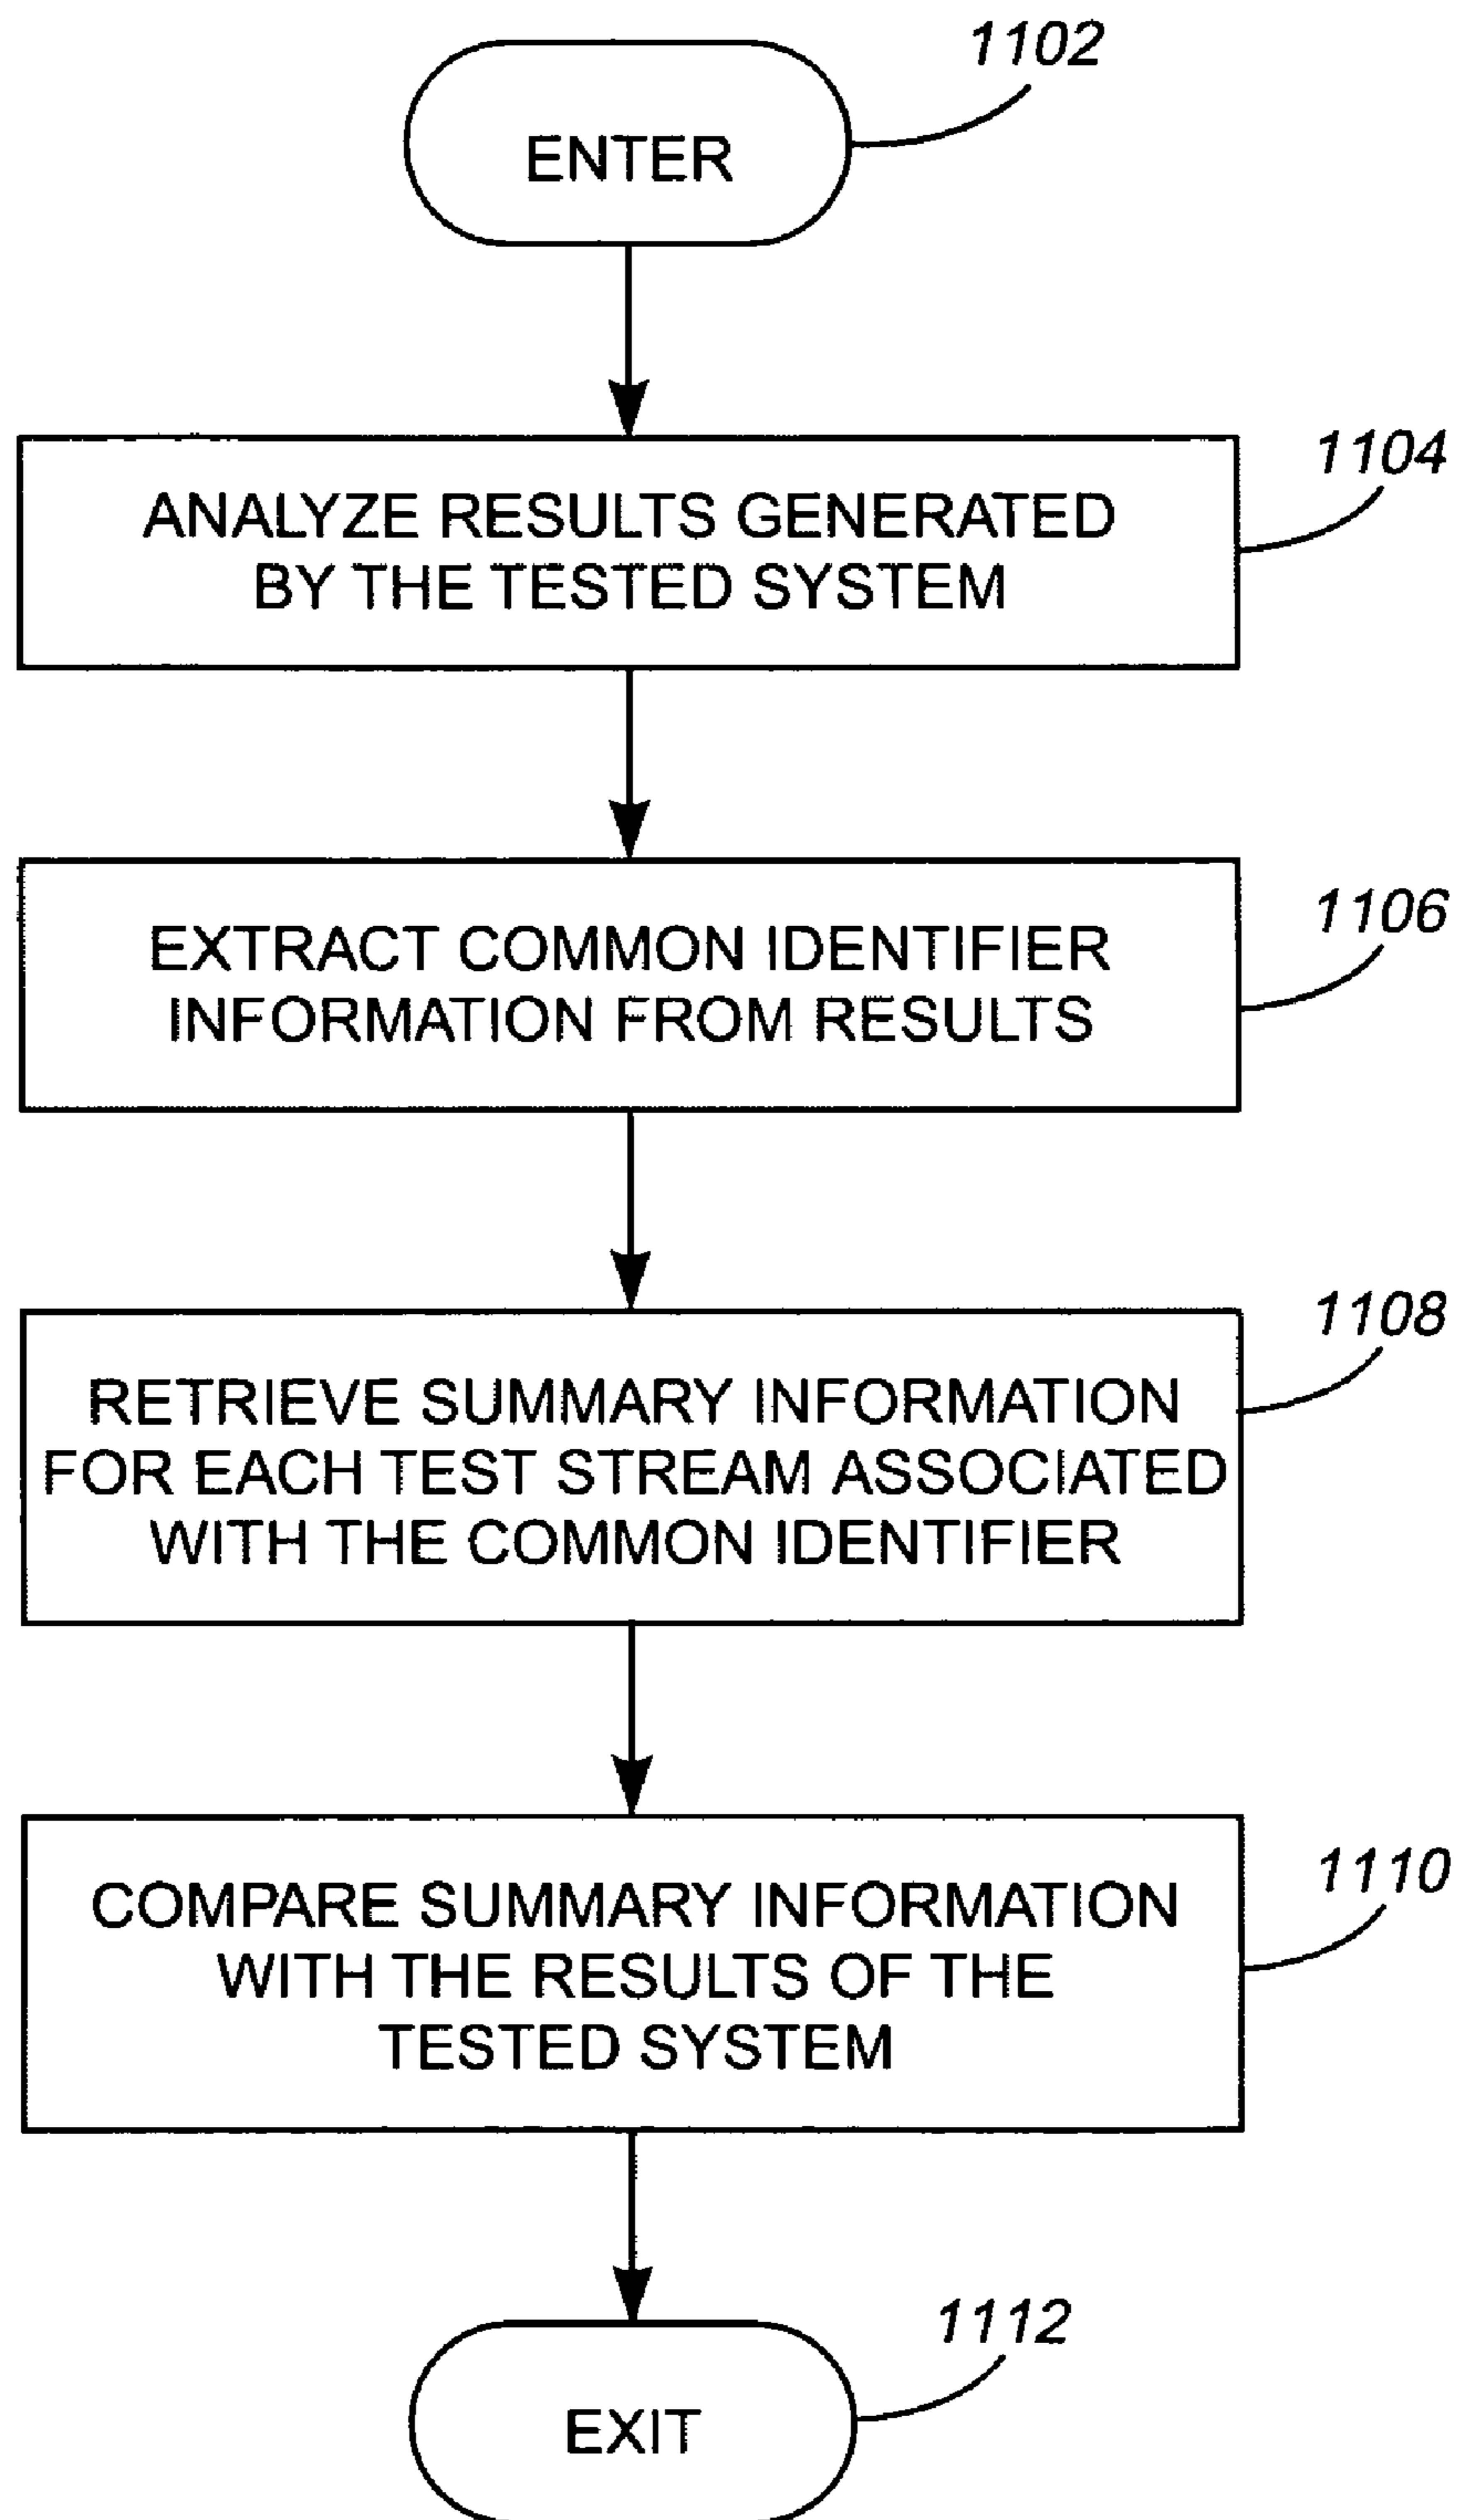 1102
ENTER
1104
ANALYZE RESULTS GENERATED
BY THE TESTED SYSTEM
1106
EXTRACT COMMON IDENTIFIER
INFORMATION FROM RESULTS
1108
RETRIEVE SUMMARY INFORMATION
FOR EACH TEST STREAM ASSOCIATED
WITH THE COMMON IDENTIFIER
1110
COMPARE SUMMARY INFORMATION
WITH THE RESULTS OF THE
TESTED SYSTEM
1112
EXIT